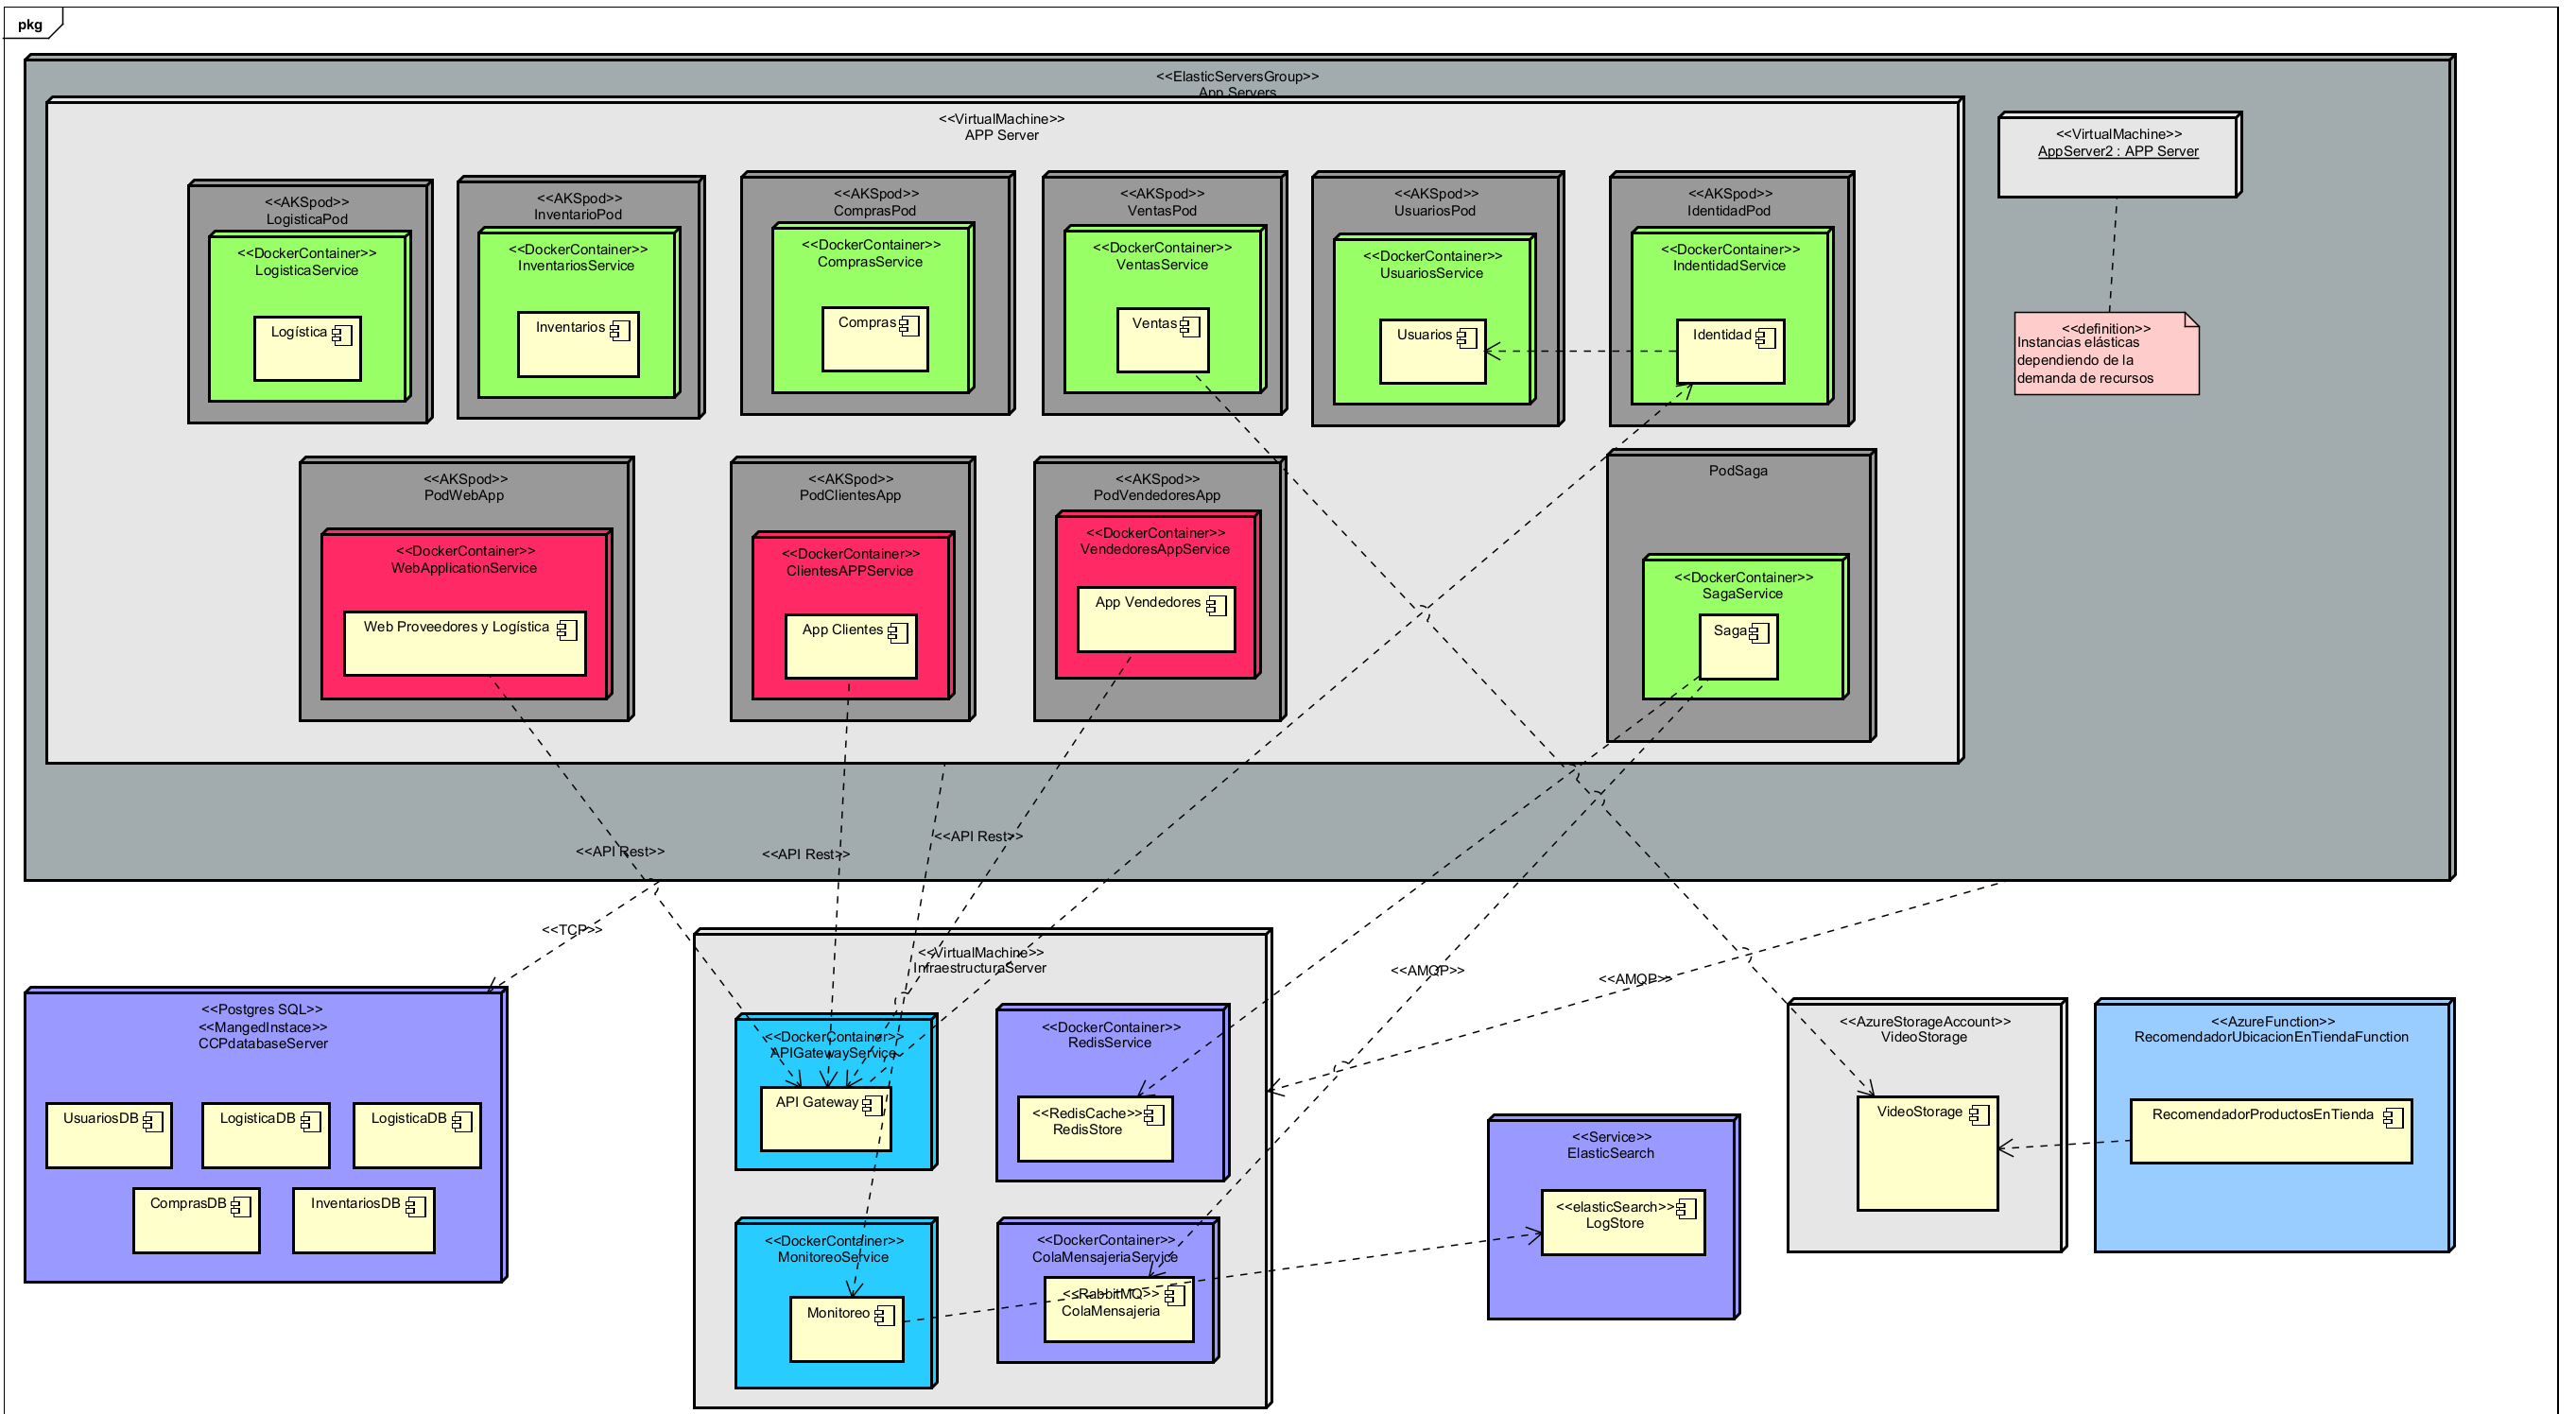 pkg
<<ElasticServersGroup>>
App Servers
<<VirtualMachine>>
APP Server
<<VirtualMachine>>
AppServer2 : APP Server
<<AKSpod>>
LogisticaPod
<<DockerContainer>>
LogisticaService
Logística
<<AKSpod>>
InventarioPod
<<DockerContainer>>
InventariosService
Inventarios
<<AKSpod>>
ComprasPod
<<DockerContainer>>
ComprasService
Compras
<<AKSpod>>
VentasPod
<<DockerContainer>>
VentasService
Ventas
<<AKSpod>>
UsuariosPod
<<DockerContainer>>
UsuariosService
Usuarios
<<AKSpod>>
IdentidadPod
<<DockerContainer>>
IndentidadService
Identidad
<<definition>>
Instancias elásticas
dependiendo de la
demanda de recursos
<<AKSpod>>
PodWebApp
<<DockerContainer>>
WebApplicationService
Web Proveedores y Logística
<<AKSpod>>
PodClientesApp
<<DockerContainer>>
ClientesAPPService
App Clientes
<<AKSpod>>
PodVendedoresApp
<<DockerContainer>>
VendedoresAppService
App Vendedores
PodSaga
<<DockerContainer>>
SagaService
Saga
<<API Rest>>
<<API Rest>>
<<API Rest>>
<<TCP>>
<<AMQP>>
<<AMQP>>
<<Postgres SQL>>
<<MangedInstace>>
CCPdatabaseServer
UsuariosDB
LogisticaDB
LogisticaDB
ComprasDB
InventariosDB
<<VirtualMachine>>
InfraestructuraServer
<<DockerContainer>>
APIGatewayService
API Gateway
<<DockerContainer>>
RedisService
<<RedisCache>>
RedisStore
<<DockerContainer>>
MonitoreoService
Monitoreo
<<DockerContainer>>
ColaMensajeriaService
<<RabbitMQ>>
ColaMensajeria
<<Service>>
ElasticSearch
<<elasticSearch>>
LogStore
<<AzureStorageAccount>>
VideoStorage
VideoStorage
<<AzureFunction>>
RecomendadorUbicacionEnTiendaFunction
RecomendadorProductosEnTienda